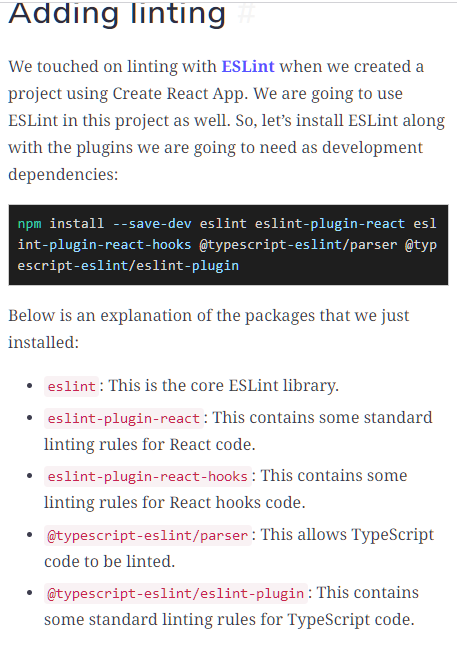 Adding linting #
We touched on linting with ESLint when we created a
project using Create React App. We are going to use
ESLint in this project as well. So, let’s install ESLint along
with the plugins we are going to need as development
dependencies:
npm install --save-dev eslint eslint-plugin-react esl
int-plugin-react-hooks @typescript-eslint/parser @typ
escript-eslint/eslint-plugin
Below is an explanation of the packages that we just
installed:
• eslint: This is the core ESLint library.
• eslint-plugin-react: This contains some standard
linting rules for React code.
• eslint-plugin-react-hooks: This contains some
linting rules for React hooks code.
• @typescript-eslint/parser: This allows TypeScript
code to be linted.
• @typescript-eslint/eslint-plugin: This contains
some standard linting rules for TypeScript code.